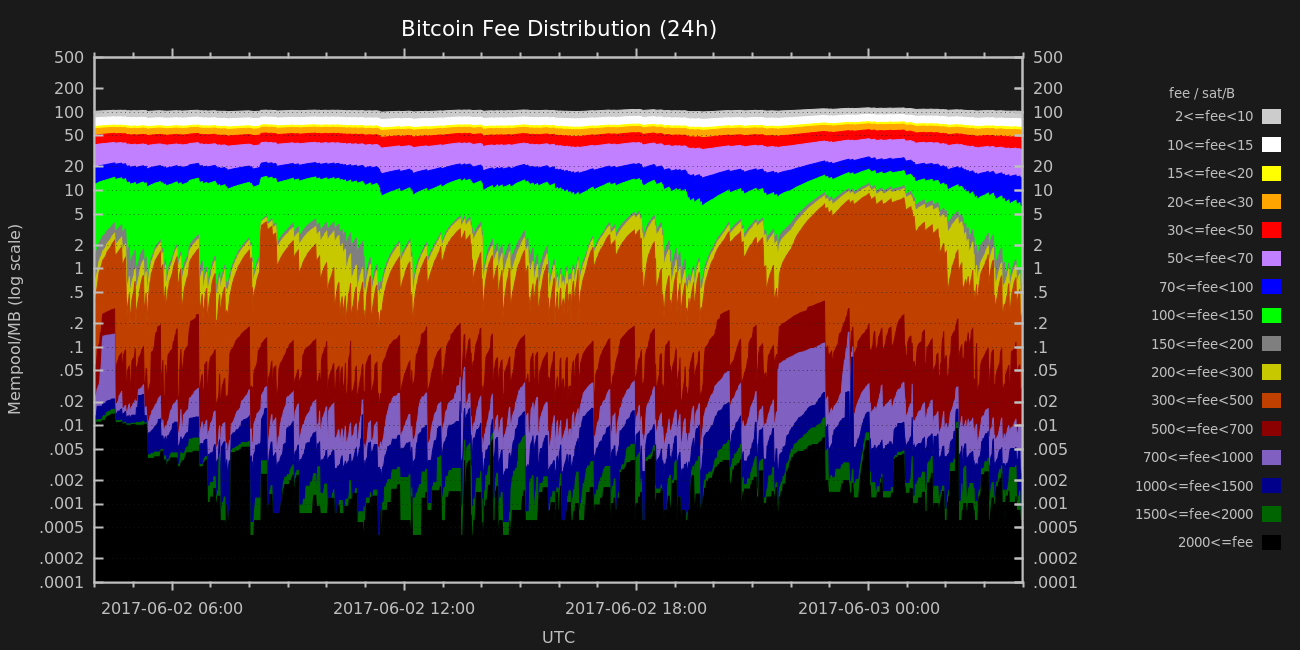 Bitcoin Fee Distribution (24h)
500 500
200 200
100 100
50 50
20 20
10 10
5 5
2 2
1 1
.5 .5
.2 .2
.1 .1
.05 .05
.02 .02
.01 .01
.005 .005
.002 .002
.001 .001
.0005 .0005
.0002 .0002
.0001 .0001
Mempool/MB (log scale)
2017-06-02 06:00 2017-06-02 12:00 2017-06-02 18:00 2017-06-03 00:00
UTC
fee / sat/B
2<=fee<10
10<=fee<15
15<=fee<20
20<=fee<30
30<=fee<50
50<=fee<70
70<=fee<100
100<=fee<150
150<=fee<200
200<=fee<300
300<=fee<500
500<=fee<700
700<=fee<1000
1000<=fee<1500
1500<=fee<2000
2000<=fee